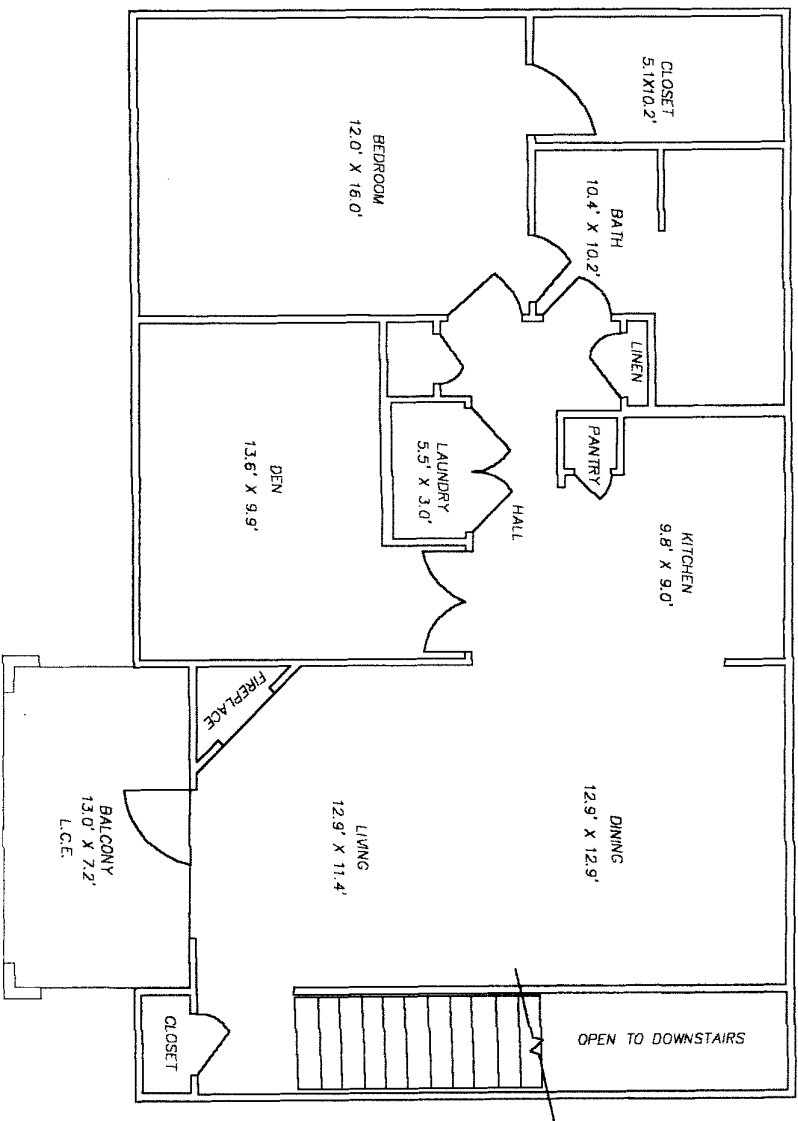 CLOSET
5.1X10.2'
BEDROOM
12.0' X 16.0'
BATH
10.4' X 10.2'
LINEN
PANTRY
KITCHEN
9.8' X 9.0'
LAUNDRY
5.5' X 3.0'
HALL
DEN
13.6' X 9.9'
FIREPLACE
DINING
12.9' X 12.9'
LIVING
12.9' X 11.4'
BALCONY
13.0' X 7.2'
L.C.E.
CLOSET
OPEN TO DOWNSTAIRS